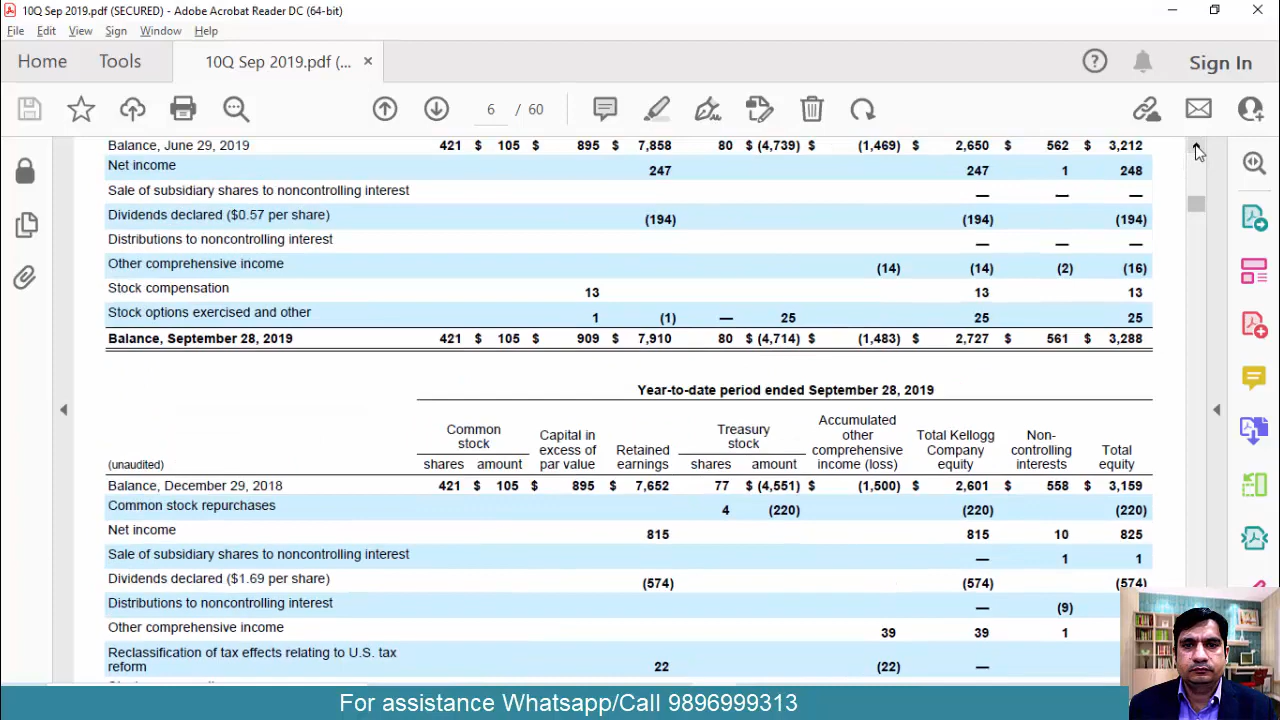 10Q Sep 2019.pdf (SECURED) - Adobe Acrobat Reader DC (64-bit)
File Edit View Sign Window Help
Home Tools 10Q Sep 2019.pdf (... × Sign In
6 / 60
Balance, June 29, 2019 421 $ 105 $ 895 $ 7,858 80 $ (4,739) $ (1,469) $ 2,650 $ 562 $ 3,212
Net income 247 247 1 248
Sale of subsidiary shares to noncontrolling interest — — —
Dividends declared ($0.57 per share) (194) (194) (194)
Distributions to noncontrolling interest — — —
Other comprehensive income (14) (14) (2) (16)
Stock compensation 13 13 13
Stock options exercised and other 1 (1) — 25 25 25
Balance, September 28, 2019 421 $ 105 $ 909 $ 7,910 80 $ (4,714) $ (1,483) $ 2,727 $ 561 $ 3,288
Year-to-date period ended September 28, 2019
Common stock Capital in excess of par value Retained earnings Treasury stock Accumulated other comprehensive income (loss) Total Kellogg Company equity Non-controlling interests Total equity
(unaudited) shares amount shares amount
Balance, December 29, 2018 421 $ 105 $ 895 $ 7,652 77 $ (4,551) $ (1,500) $ 2,601 $ 558 $ 3,159
Common stock repurchases 4 (220) (220) (220)
Net income 815 815 10 825
Sale of subsidiary shares to noncontrolling interest — 1 1
Dividends declared ($1.69 per share) (574) (574) (574)
Distributions to noncontrolling interest — (9)
Other comprehensive income 39 39 1
Reclassification of tax effects relating to U.S. tax
reform 22 (22) —
For assistance Whatsapp/Call 9896999313